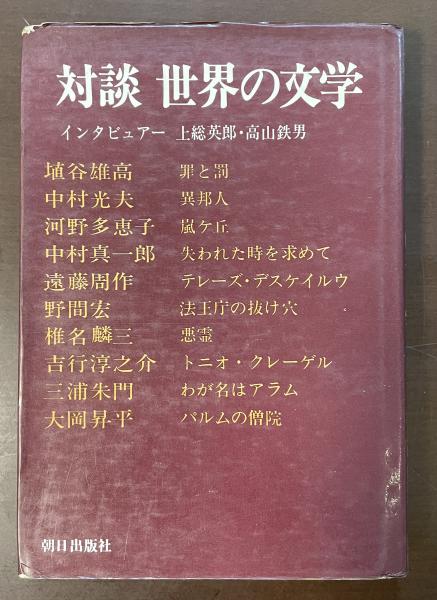 対談 世界の文学
インタビュアー 上総英郎・高山鉄男
埴谷雄高 罪と罰
中村光夫 異邦人
河野多恵子 嵐ケ丘
中村真一郎 失われた時を求めて
遠藤周作 テレーズ・デスケイルウ
野間宏 法王庁の抜け穴
椎名麟三 悪霊
吉行淳之介 トニオ・クレーゲル
三浦朱門 わが名はアラム
大岡昇平 パルムの僧院
朝日出版社